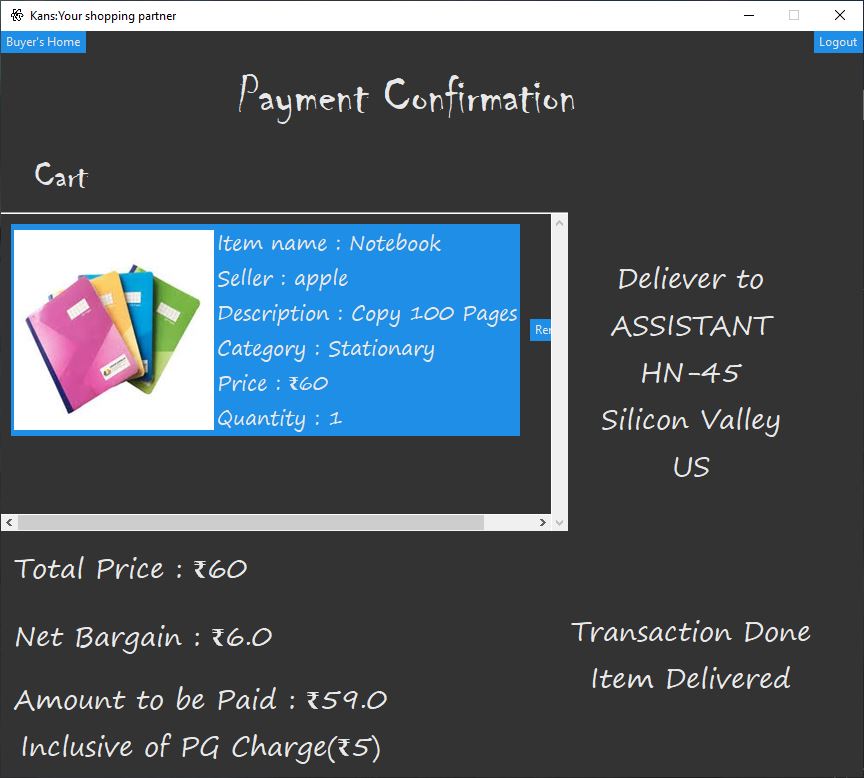 Kans:Your shopping partner
Buyer's Home
Logout
Payment Confirmation
Cart
Item name : Notebook
Seller : apple
Description : Copy 100 Pages
Category : Stationary
Price : ₹60
Quantity : 1
Deliever to
ASSISTANT
HN-45
Silicon Valley
US
Total Price : ₹60
Net Bargain : ₹6.0
Amount to be Paid : ₹59.0
Inclusive of PG Charge(₹5)
Transaction Done
Item Delivered